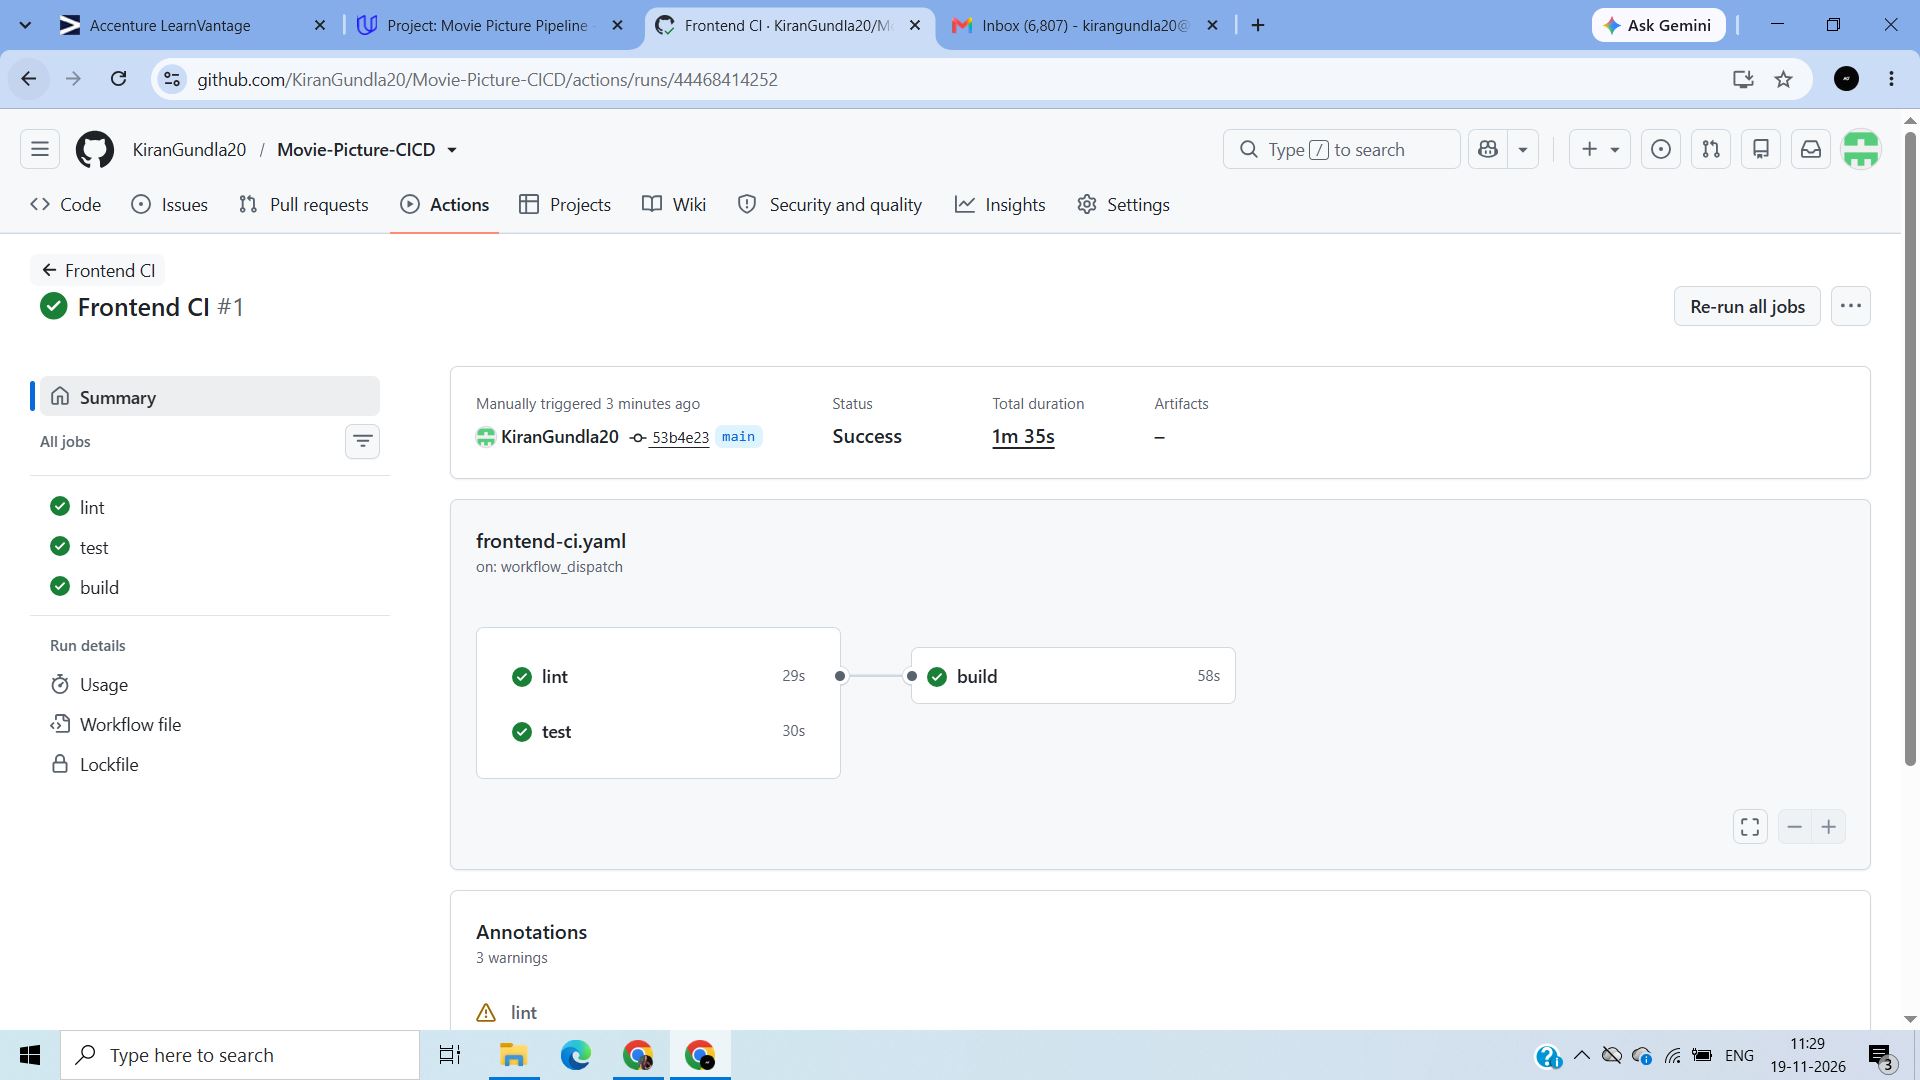 Accenture LearnVantage
Project: Movie Picture Pipeline
Frontend CI · KiranGundla20/Mo
Inbox (6,807) - kirangundla20@
Ask Gemini
github.com/KiranGundla20/Movie-Picture-CICD/actions/runs/44468414252
KiranGundla20 / Movie-Picture-CICD
Type / to search
Code
Issues
Pull requests
Actions
Projects
Wiki
Security and quality
Insights
Settings
Frontend CI
Frontend CI #1
Re-run all jobs
Summary
All jobs
lint
test
build
Run details
Usage
Workflow file
Lockfile
Manually triggered 3 minutes ago
KiranGundla20 53b4e23 main
Status
Success
Total duration
1m 35s
Artifacts
–
frontend-ci.yaml
on: workflow_dispatch
lint 29s
test 30s
build 58s
Annotations
3 warnings
lint
Type here to search
ENG
11:29
19-11-2026
3